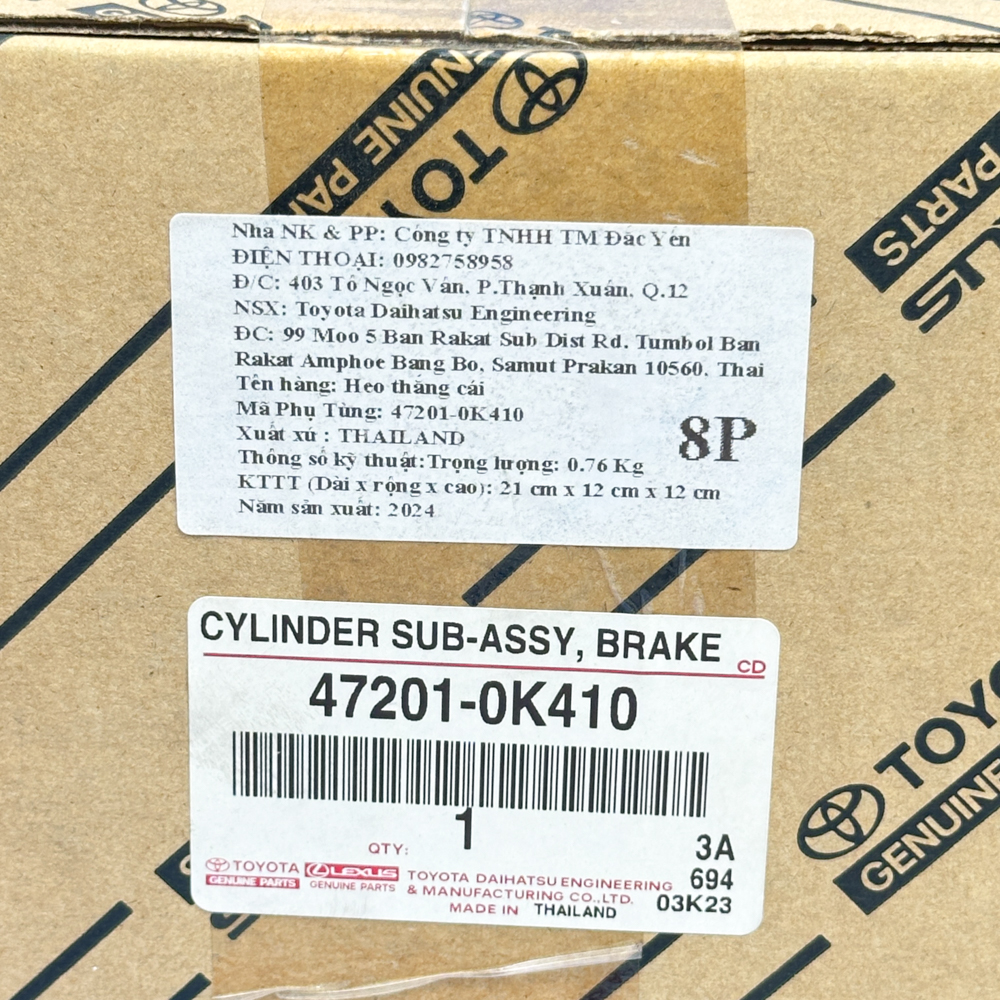 GENUINE PARTS
TOYO
PARTS
Nhà NK & PP: Công ty TNHH TM Đắc Yến
ĐIỆN THOẠI: 0982758958
Đ/C: 403 Tô Ngọc Vân, P.Thạnh Xuân, Q.12
NSX: Toyota Daihatsu Engineering
ĐC: 99 Moo 5 Ban Rakat Sub Dist Rd. Tumbol Ban
Rakat Amphoe Bang Bo, Samut Prakan 10560, Thai
Tên hàng: Heo thắng cái
Mã Phụ Tùng: 47201-0K410
Xuất xứ : THAILAND
Thông số kỹ thuật:Trọng lượng: 0.76 Kg
8P
KTTT (Dài x rộng x cao): 21 cm x 12 cm x 12 cm
Năm sản xuất: 2024
CYLINDER SUB-ASSY, BRAKE
CD
47201-0K410
1
QTY:
3A
TOYOTA
GENUINE PARTS
LEXUS
GENUINE PARTS
TOYOTA DAIHATSU ENGINEERING
& MANUFACTURING CO.,LTD.
MADE IN THAILAND
694
03K23
TOYO
GENUINE